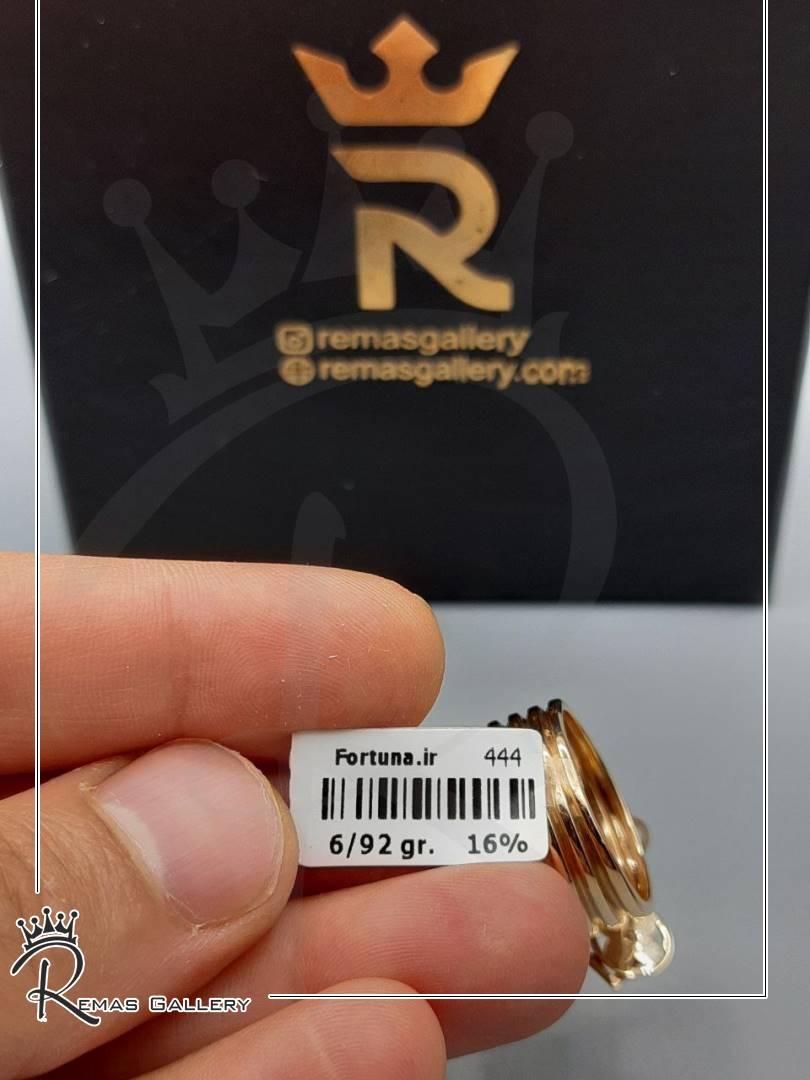 R
remasgallery
remasgallery.com
Fortuna.ir 444
6/92 gr. 16%
REMAS GALLERY